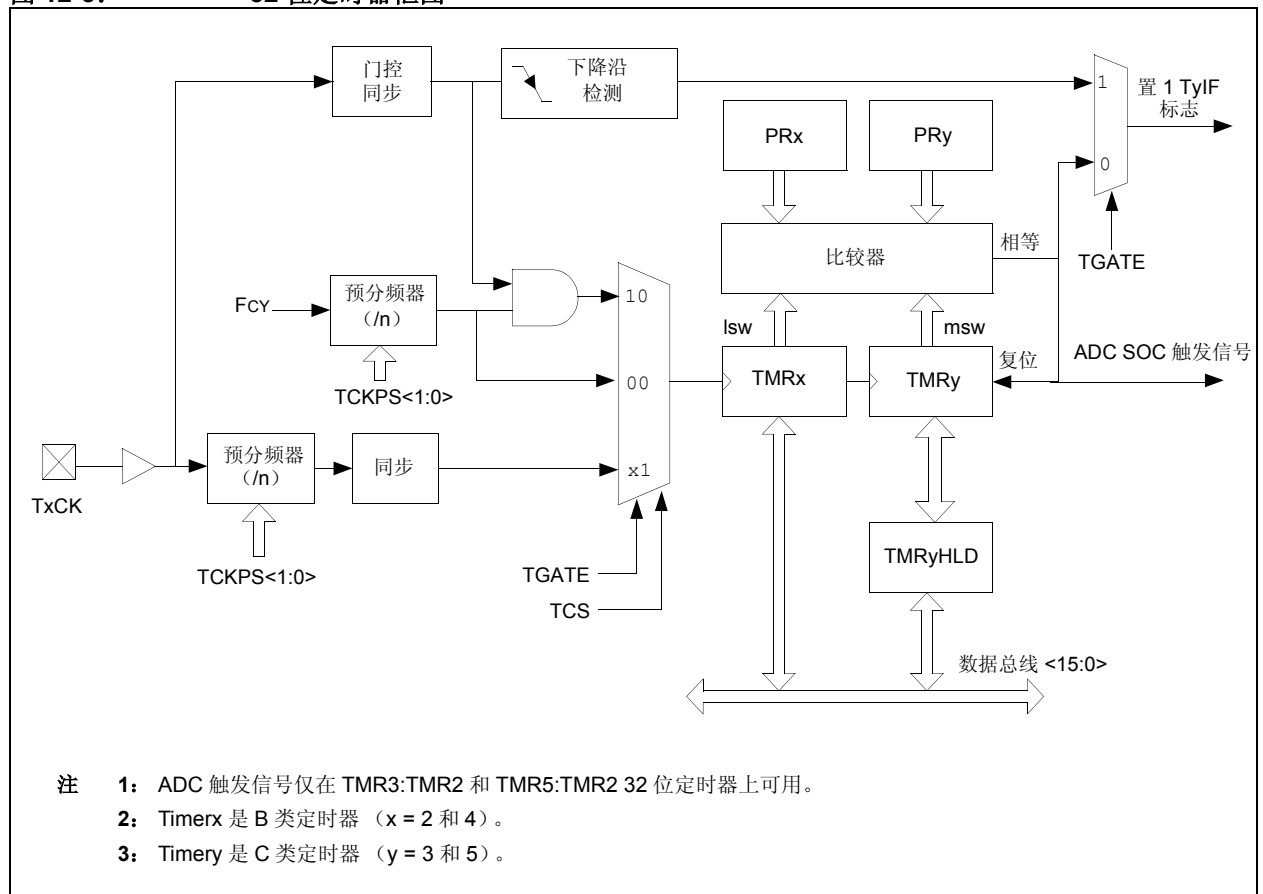 图 12-3： 32 位定时器框图
门控
同步
下降沿
检测
1
置 1 TyIF
标志
PRx
PRy
0
相等
比较器
TGATE
FCY
预分频器
（/n）
10
lsw
msw
TCKPS<1:0>
00
TMRx
TMRy
复位
ADC SOC 触发信号
TxCK
预分频器
（/n）
同步
x1
TCKPS<1:0>
TGATE
TCS
TMRyHLD
数据总线 <15:0>
注 1： ADC 触发信号仅在 TMR3:TMR2 和 TMR5:TMR2 32 位定时器上可用。
2： Timerx 是 B 类定时器 （x = 2 和 4）。
3： Timery 是 C 类定时器 （y = 3 和 5）。